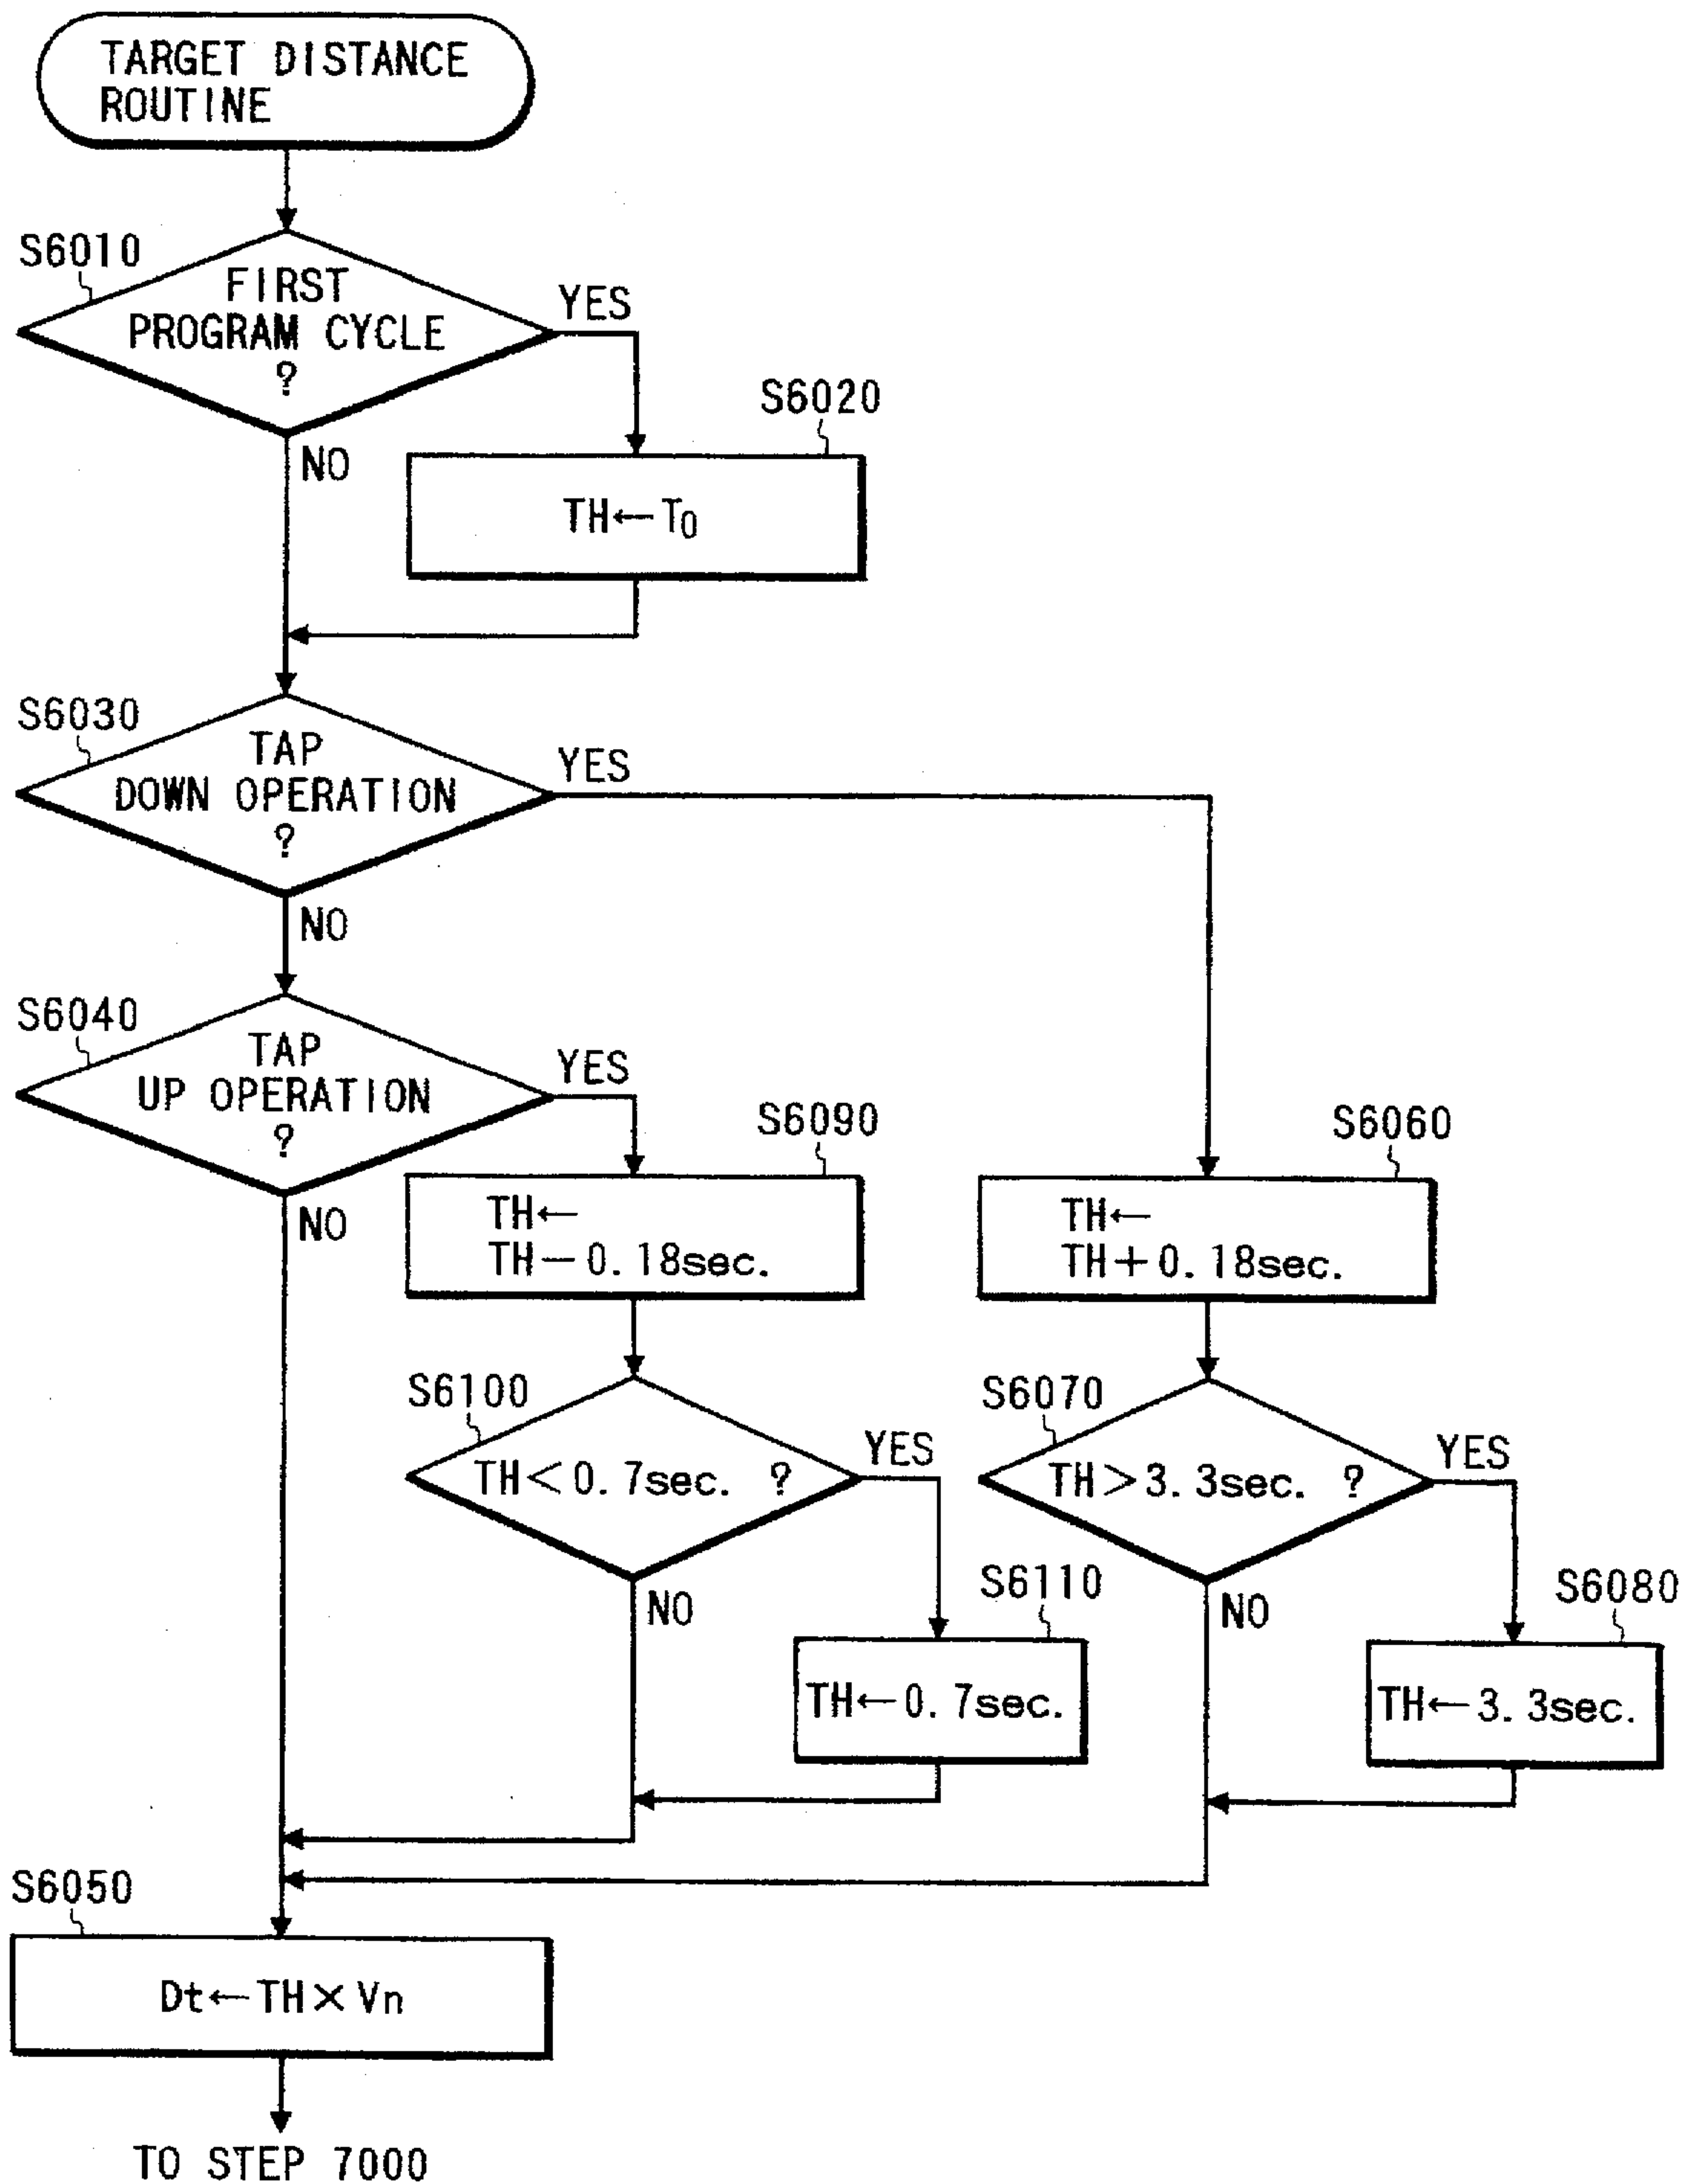 TARGET DISTANCE
ROUTINE
S6010
FIRST
PROGRAM CYCLE
?
YES
NO
S6020
TH←T0
S6030
TAP
DOWN OPERATION
?
YES
NO
S6040
TAP
UP OPERATION
?
YES
NO
S6090
TH←
TH−0.18sec.
S6060
TH←
TH+0.18sec.
S6100
TH<0.7sec. ?
YES
NO
S6070
TH>3.3sec. ?
YES
NO
S6110
TH←0.7sec.
S6080
TH←3.3sec.
S6050
Dt←TH×Vn
TO STEP 7000